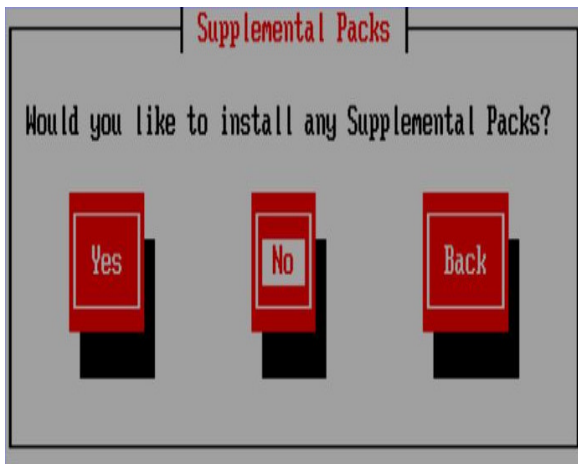 Supplemental Packs
Would you like to install any Supplemental Packs?
Yes No Back